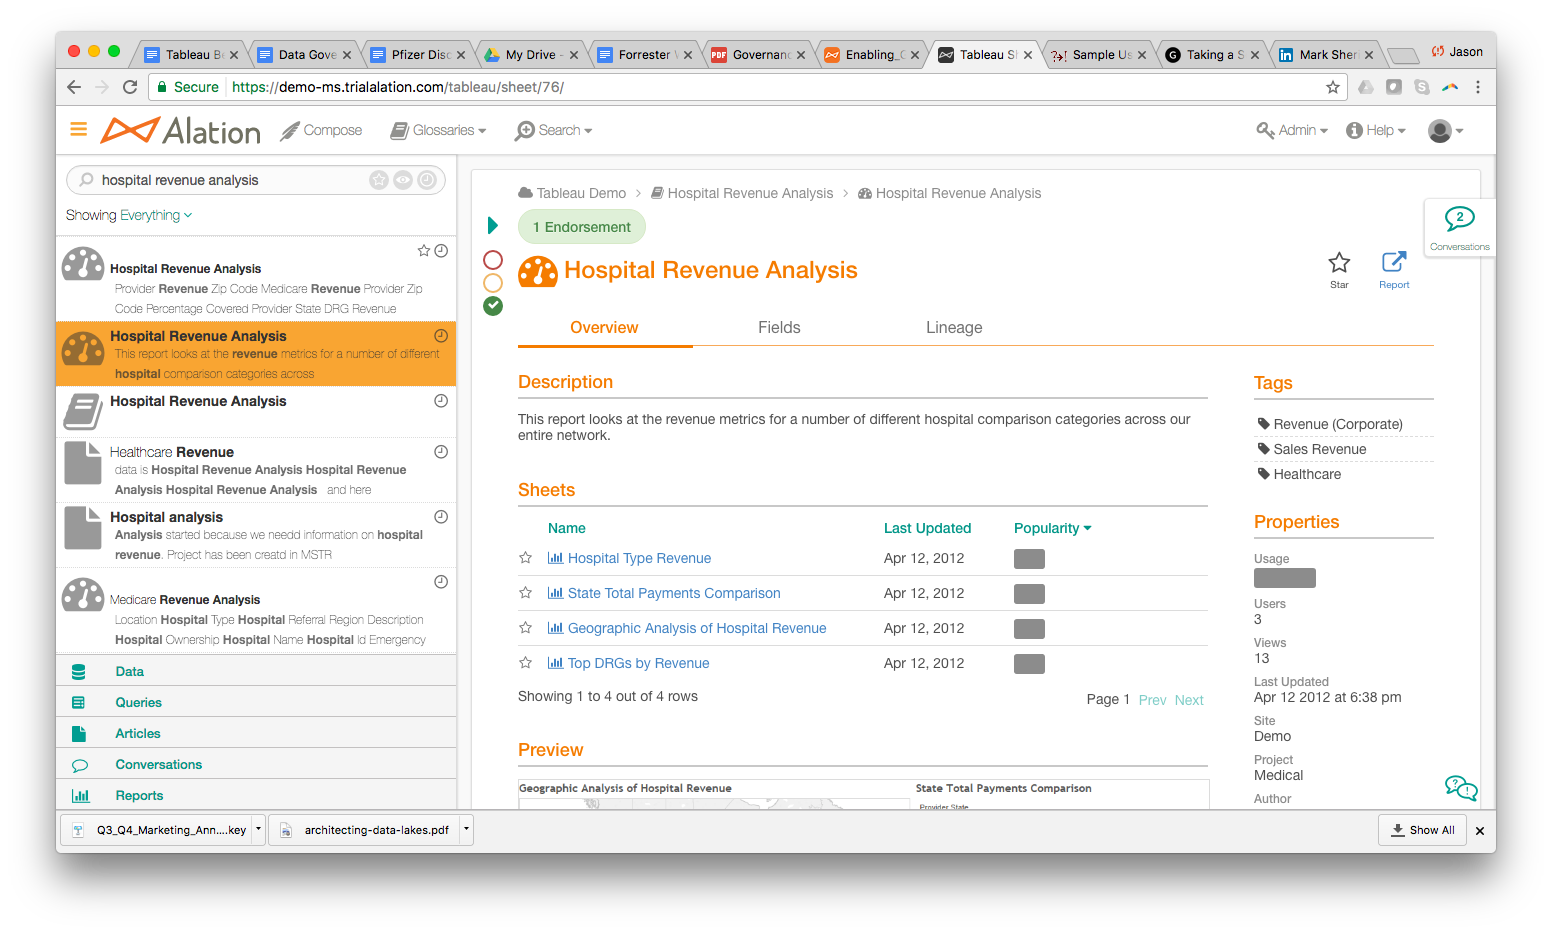 Tableau Be
Data Gove
Pfizer Disc
My Drive -
Forrester W
PDF
Governanc
Enabling_G
Tableau Sh
Sample Us
G
Taking a S
in
Mark Sher
Jason
Secure
https://demo-ms.trialalation.com/tableau/sheet/76/
Alation
Compose
Glossaries
Search
Admin
Help
hospital revenue analysis
Showing Everything
Hospital Revenue Analysis
Provider Revenue Zip Code Medicare Revenue Provider Zip
Code Percentage Covered Provider State DRG Revenue
Hospital Revenue Analysis
This report looks at the revenue metrics for a number of different
hospital comparison categories across
Hospital Revenue Analysis
Healthcare Revenue
data is Hospital Revenue Analysis Hospital Revenue
Analysis Hospital Revenue Analysis and here
Hospital analysis
Analysis started because we needd information on hospital
revenue. Project has been creatd in MSTR
Medicare Revenue Analysis
Location Hospital Type Hospital Referral Region Description
Hospital Ownership Hospital Name Hospital Id Emergency
Data
Queries
Articles
Conversations
Reports
Tableau Demo > Hospital Revenue Analysis > Hospital Revenue Analysis
1 Endorsement
2
Conversations
Hospital Revenue Analysis
Star
Report
Overview
Fields
Lineage
Description
This report looks at the revenue metrics for a number of different hospital comparison categories across our
entire network.
Sheets
Name
Last Updated
Popularity
Hospital Type Revenue
Apr 12, 2012
State Total Payments Comparison
Apr 12, 2012
Geographic Analysis of Hospital Revenue
Apr 12, 2012
Top DRGs by Revenue
Apr 12, 2012
Showing 1 to 4 out of 4 rows
Page 1 Prev Next
Preview
Geographic Analysis of Hospital Revenue
State Total Payments Comparison
Provider State
Tags
Revenue (Corporate)
Sales Revenue
Healthcare
Properties
Usage
Users
3
Views
13
Last Updated
Apr 12 2012 at 6:38 pm
Site
Demo
Project
Medical
Author
Q3_Q4_Marketing_Ann....key
architecting-data-lakes.pdf
Show All